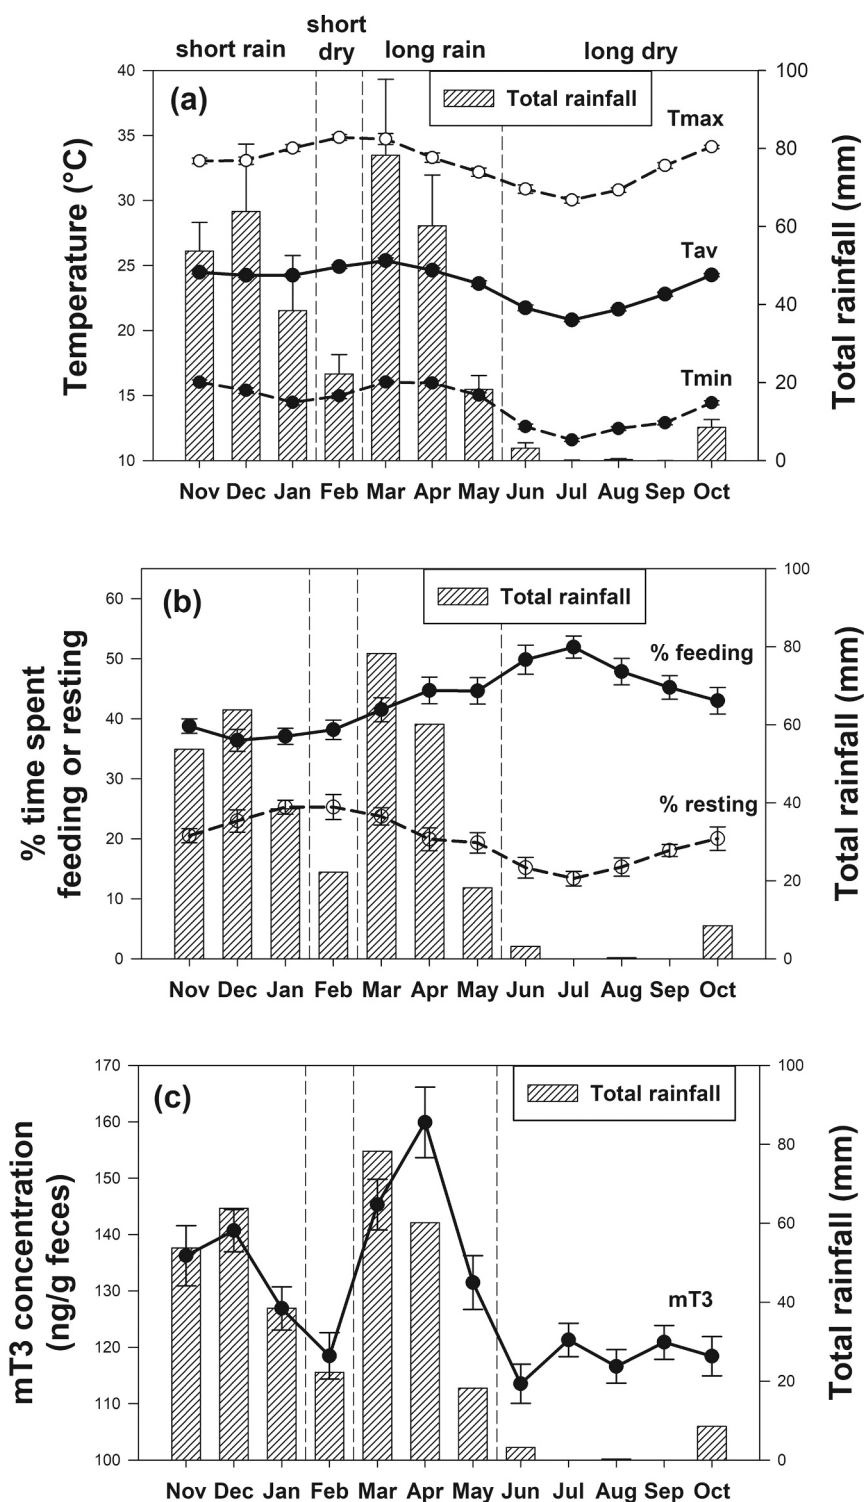 short rain short dry long rain long dry
(a)
Total rainfall
Tmax
Tav
Tmin
Temperature (°C)
40
35
30
25
20
15
10
Total rainfall (mm)
100
80
60
40
20
0
Nov Dec Jan Feb Mar Apr May Jun Jul Aug Sep Oct
(b)
Total rainfall
% feeding
% resting
% time spent
feeding or resting
60
50
40
30
20
10
0
Total rainfall (mm)
100
80
60
40
20
0
Nov Dec Jan Feb Mar Apr May Jun Jul Aug Sep Oct
(c)
Total rainfall
mT3
mT3 concentration
(ng/g feces)
170
160
150
140
130
120
110
100
Total rainfall (mm)
100
80
60
40
20
0
Nov Dec Jan Feb Mar Apr May Jun Jul Aug Sep Oct